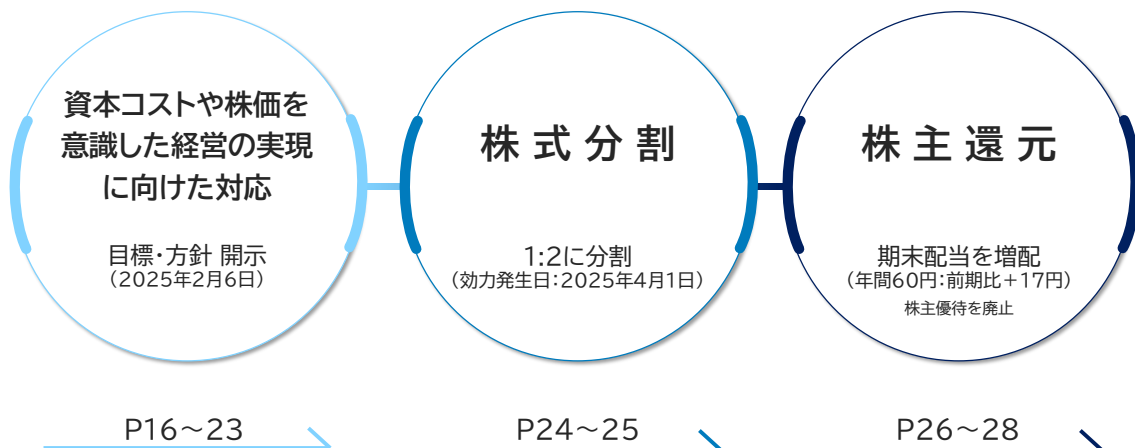 資本コストや株価を
意識した経営の実現
に向けた対応
目標・方針 開示
(2025年2月6日)
P16～23
株式分割
1:2に分割
(効力発生日:2025年4月1日)
P24～25
株主還元
期末配当を増配
(年間60円:前期比+17円)
株主優待を廃止
P26～28